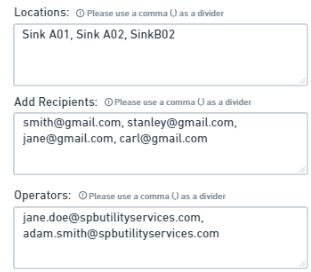 Locations: ⓘ Please use a comma (,) as a divider
Sink A01, Sink A02, SinkB02
Add Recipients: ⓘ Please use a comma (,) as a divider
smith@gmail.com, stanley@gmail.com,
jane@gmail.com, carl@gmail.com
Operators: ⓘ Please use a comma (,) as a divider
jane.doe@spbutilityservices.com,
adam.smith@spbutilityservices.com